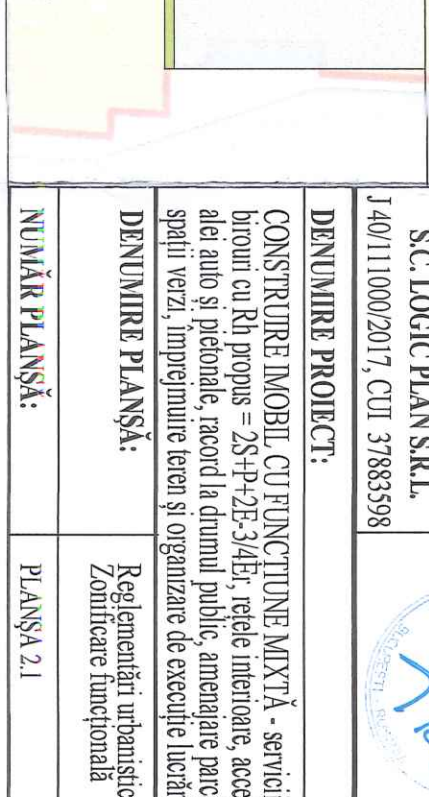 S.C. LOGIC PLAN S.R.L.
J 40/111000/2017, CUI 37883598
DENUMIRE PROIECT:
CONSTRUIRE IMOBIL CU FUNCȚIUNE MIXTĂ - servicii
birouri cu Rh propus = 2S+P+2E-3/4Er, rețele interioare, acce
alei auto și pietonale, racord la drumul public, amenajare parc
spații verzi, împrejmuire teren și organizare de execuție lucrăr
DENUMIRE PLANȘĂ:
Reglementări urbanistic
Zonificare funcțională
NUMĂR PLANȘĂ:
PLANȘA 2.1